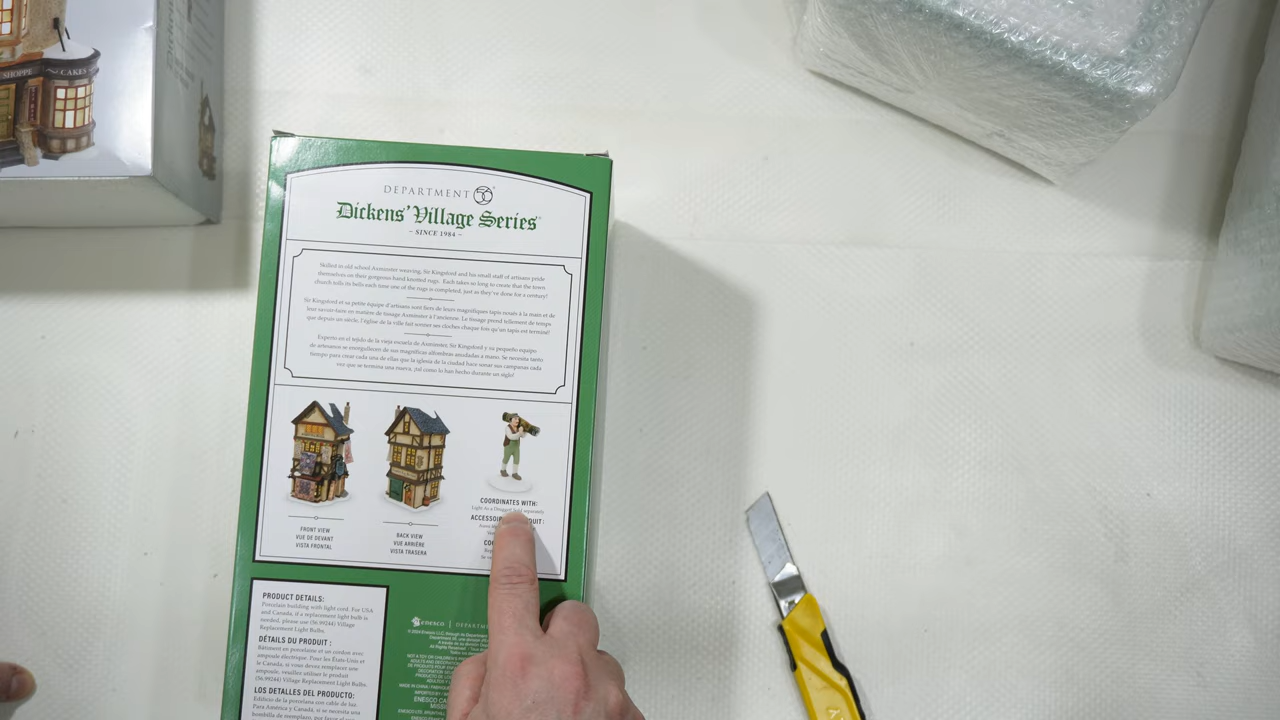 SHOPPE
CAKES
DEPARTMENT 56
Dickens' Village Series
~ SINCE 1984 ~
Skilled in old school Axminster weaving, Sir Kingsford and his small staff of artisans pride
themselves on their gorgeous hand knotted rugs. Each takes so long to create that the town
church tolls its bells each time one of the rugs is completed, just as they've done for a century!
Sir Kingsford et sa petite équipe d'artisans sont fiers de leurs magnifiques tapis noués à la main et de
leur savoir-faire en matière de tissage Axminster à l'ancienne. Le tissage prend tellement de temps
que depuis un siècle, l'église de la ville fait sonner ses cloches chaque fois qu'un tapis est terminé!
Experto en el tejido de la vieja escuela de Axminster, Sir Kingsford y su pequeño equipo
de artesanos se enorgullecen de sus magníficas alfombras anudadas a mano. Se necesita tanto
tiempo para crear cada una de ellas que la iglesia de la ciudad hace sonar sus campanas cada
vez que se termina una nueva, ¡tal como lo han hecho durante un siglo!
FRONT VIEW
VUE DE DEVANT
VISTA FRONTAL
BACK VIEW
VUE ARRIÈRE
VISTA TRASERA
COORDINATES WITH:
Light As a Drugget sold separately
PRODUCT DETAILS:
Porcelain building with light cord. For USA
and Canada, if a replacement light bulb is
needed, please use (56.99244) Village
Replacement Light Bulbs.
DÉTAILS DU PRODUIT :
Bâtiment en porcelaine et un cordon avec
ampoule électrique. Pour les États-Unis et
le Canada, si vous devez remplacer une
ampoule, veuillez utiliser le produit
(56.99244) Village Replacement Light Bulbs.
LOS DETALLES DEL PRODUCTO:
Edificio de la porcelana con cable de luz.
Para América y Canadá, si se necesita una
bombilla de reemplazo, por favor
enesco